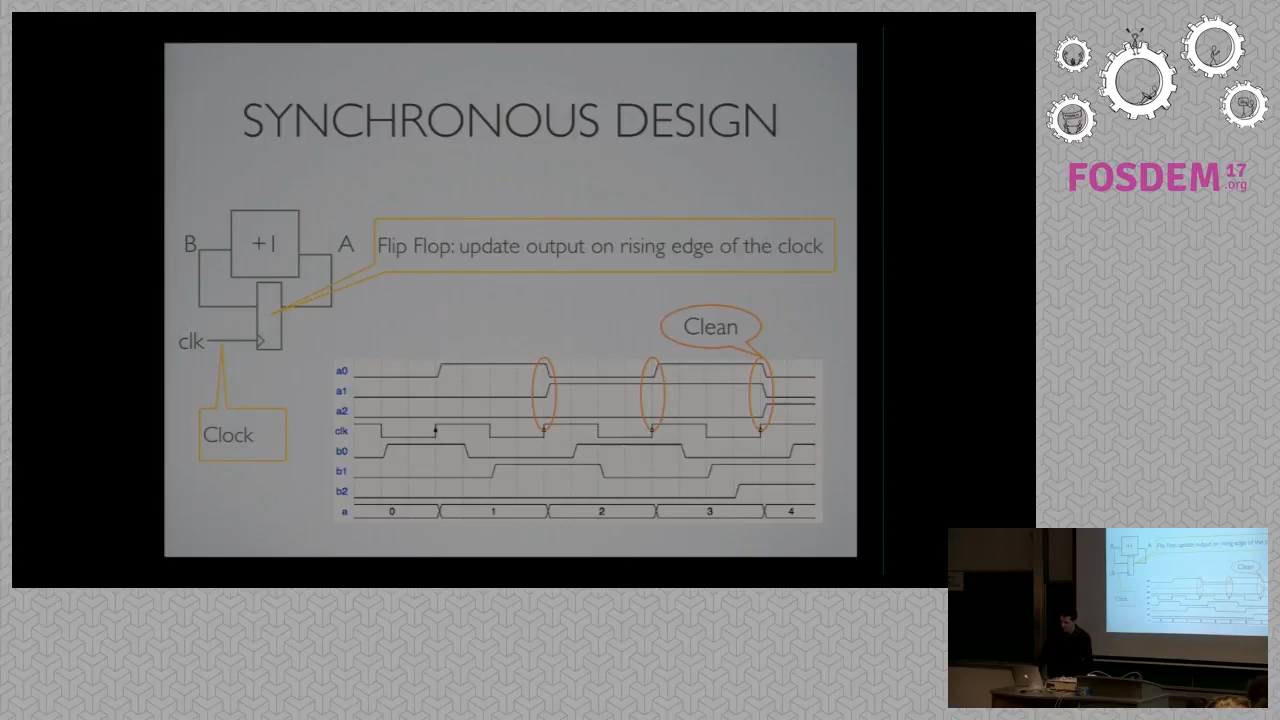 SYNCHRONOUS DESIGN
B
+1
A
Flip Flop: update output on rising edge of the clock
clk
Clean
Clock
a0
a1
a2
clk
b0
b1
b2
a 0 1 2 3 4
FOSDEM 17
.org